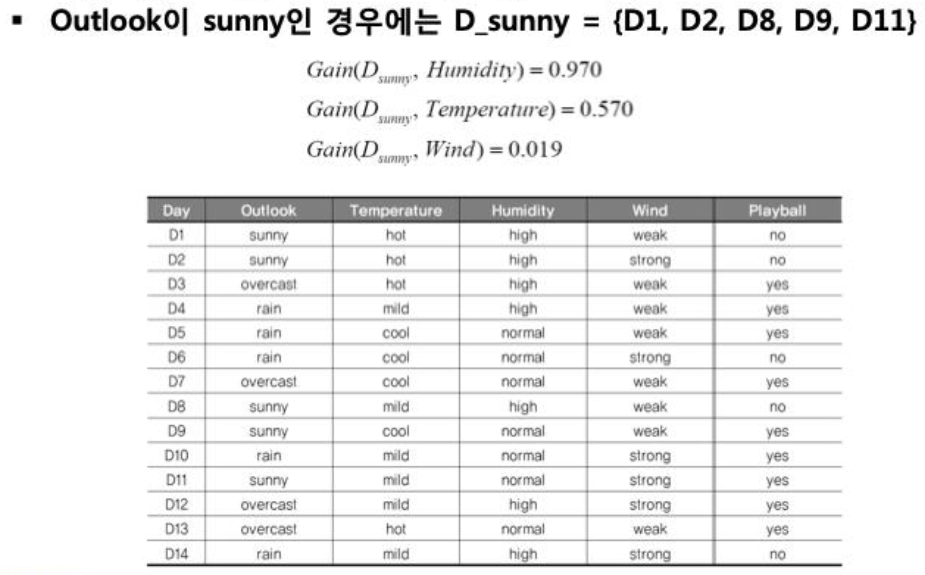 ▪ Outlook이 sunny인 경우에는 D_sunny = {D1, D2, D8, D9, D11}
Gain(D_sunny, Humidity) = 0.970
Gain(D_sunny, Temperature) = 0.570
Gain(D_sunny, Wind) = 0.019
Day Outlook Temperature Humidity Wind Playball
D1 sunny hot high weak no
D2 sunny hot high strong no
D3 overcast hot high weak yes
D4 rain mild high weak yes
D5 rain cool normal weak yes
D6 rain cool normal strong no
D7 overcast cool normal weak yes
D8 sunny mild high weak no
D9 sunny cool normal weak yes
D10 rain mild normal strong yes
D11 sunny mild normal strong yes
D12 overcast mild high strong yes
D13 overcast hot normal weak yes
D14 rain mild high strong no